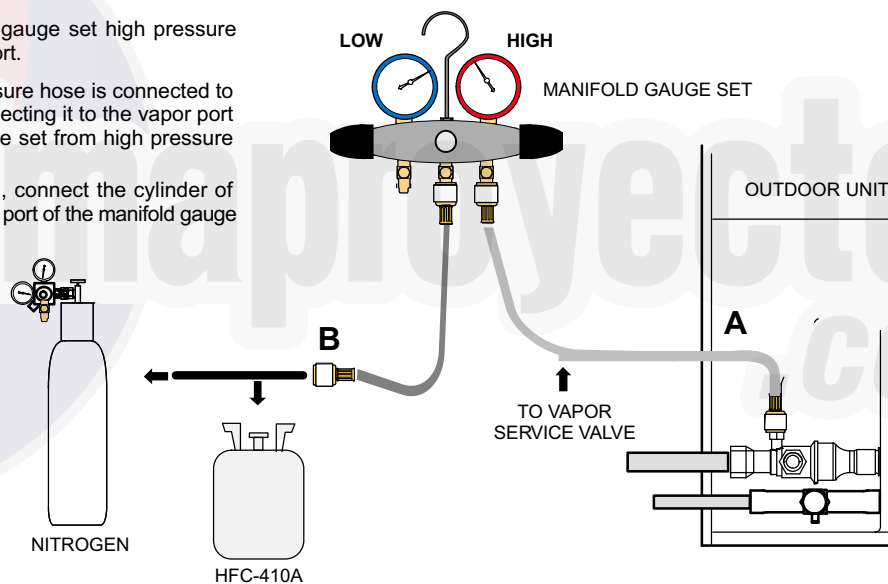 gauge set high pressure
sure hose is connected to
ecting it to the vapor port
e set from high pressure
, connect the cylinder of
port of the manifold gauge
LOW
HIGH
MANIFOLD GAUGE SET
OUTDOOR UNIT
A
B
TO VAPOR
SERVICE VALVE
NITROGEN
HFC-410A
maproyecto
.co